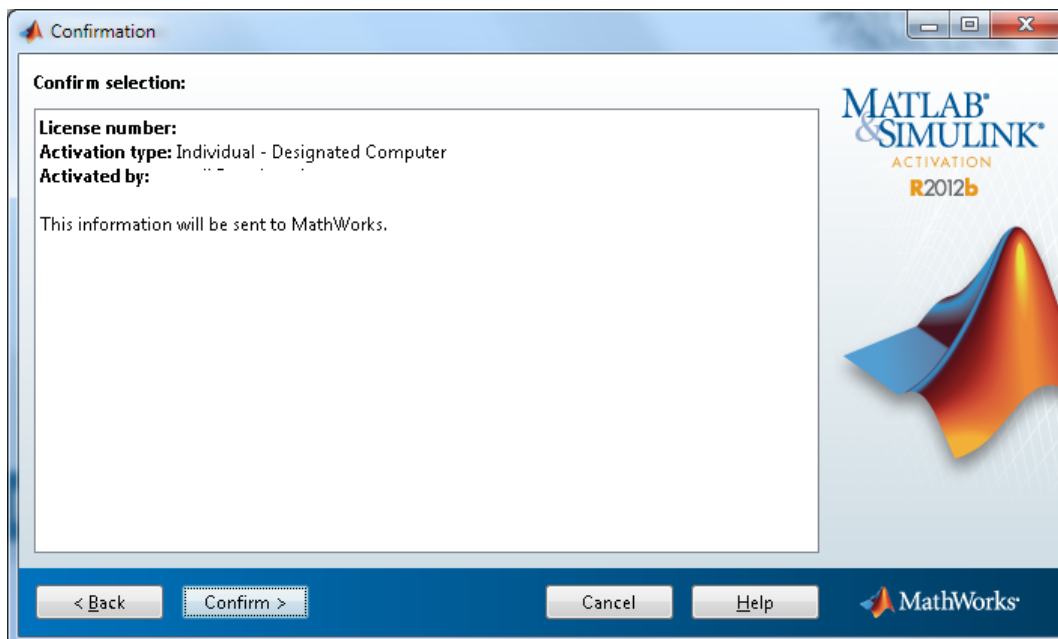 Confirmation
Confirm selection:
License number:
Activation type: Individual - Designated Computer
Activated by:
This information will be sent to MathWorks.
MATLAB®
&SIMULINK®
ACTIVATION
R2012b
< Back
Confirm >
Cancel
Help
MathWorks®